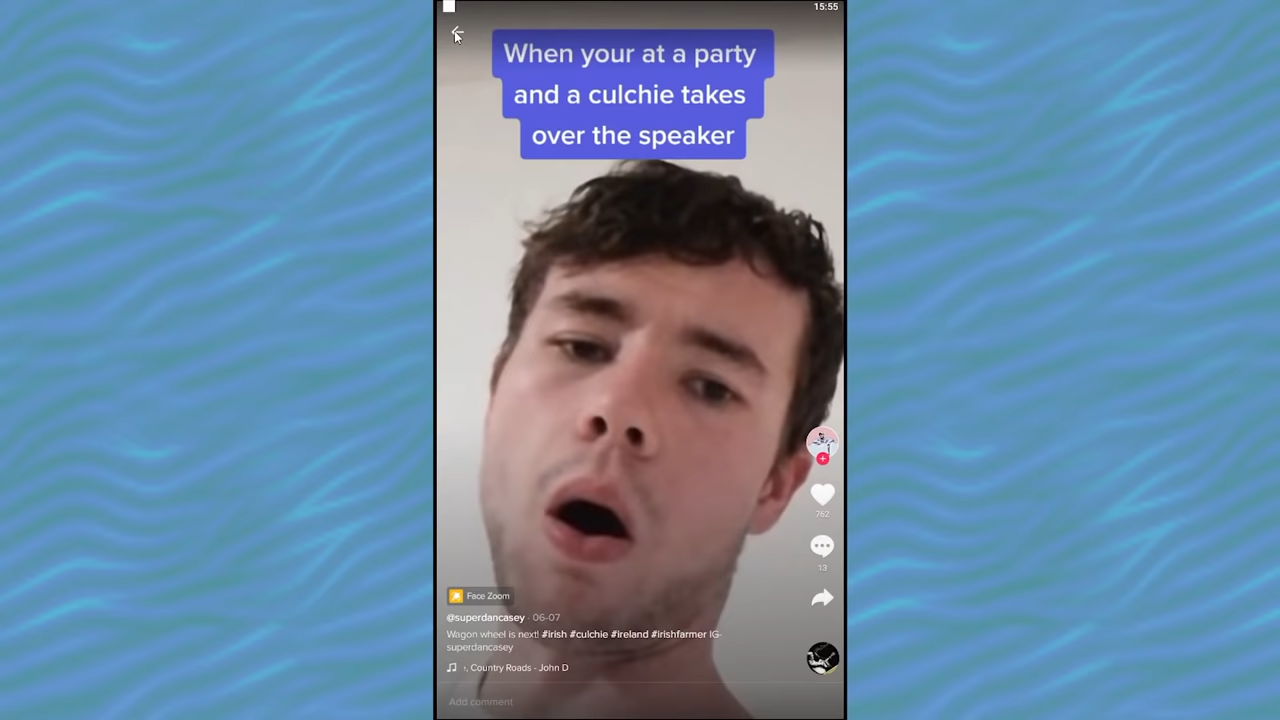 15:55
When your at a party
and a culchie takes
over the speaker
762
13
Face Zoom
@superdancasey · 06-07
Wagon wheel is next! #irish #culchie #ireland #irishfarmer IG-
superdancasey
, Country Roads - John D
Add comment